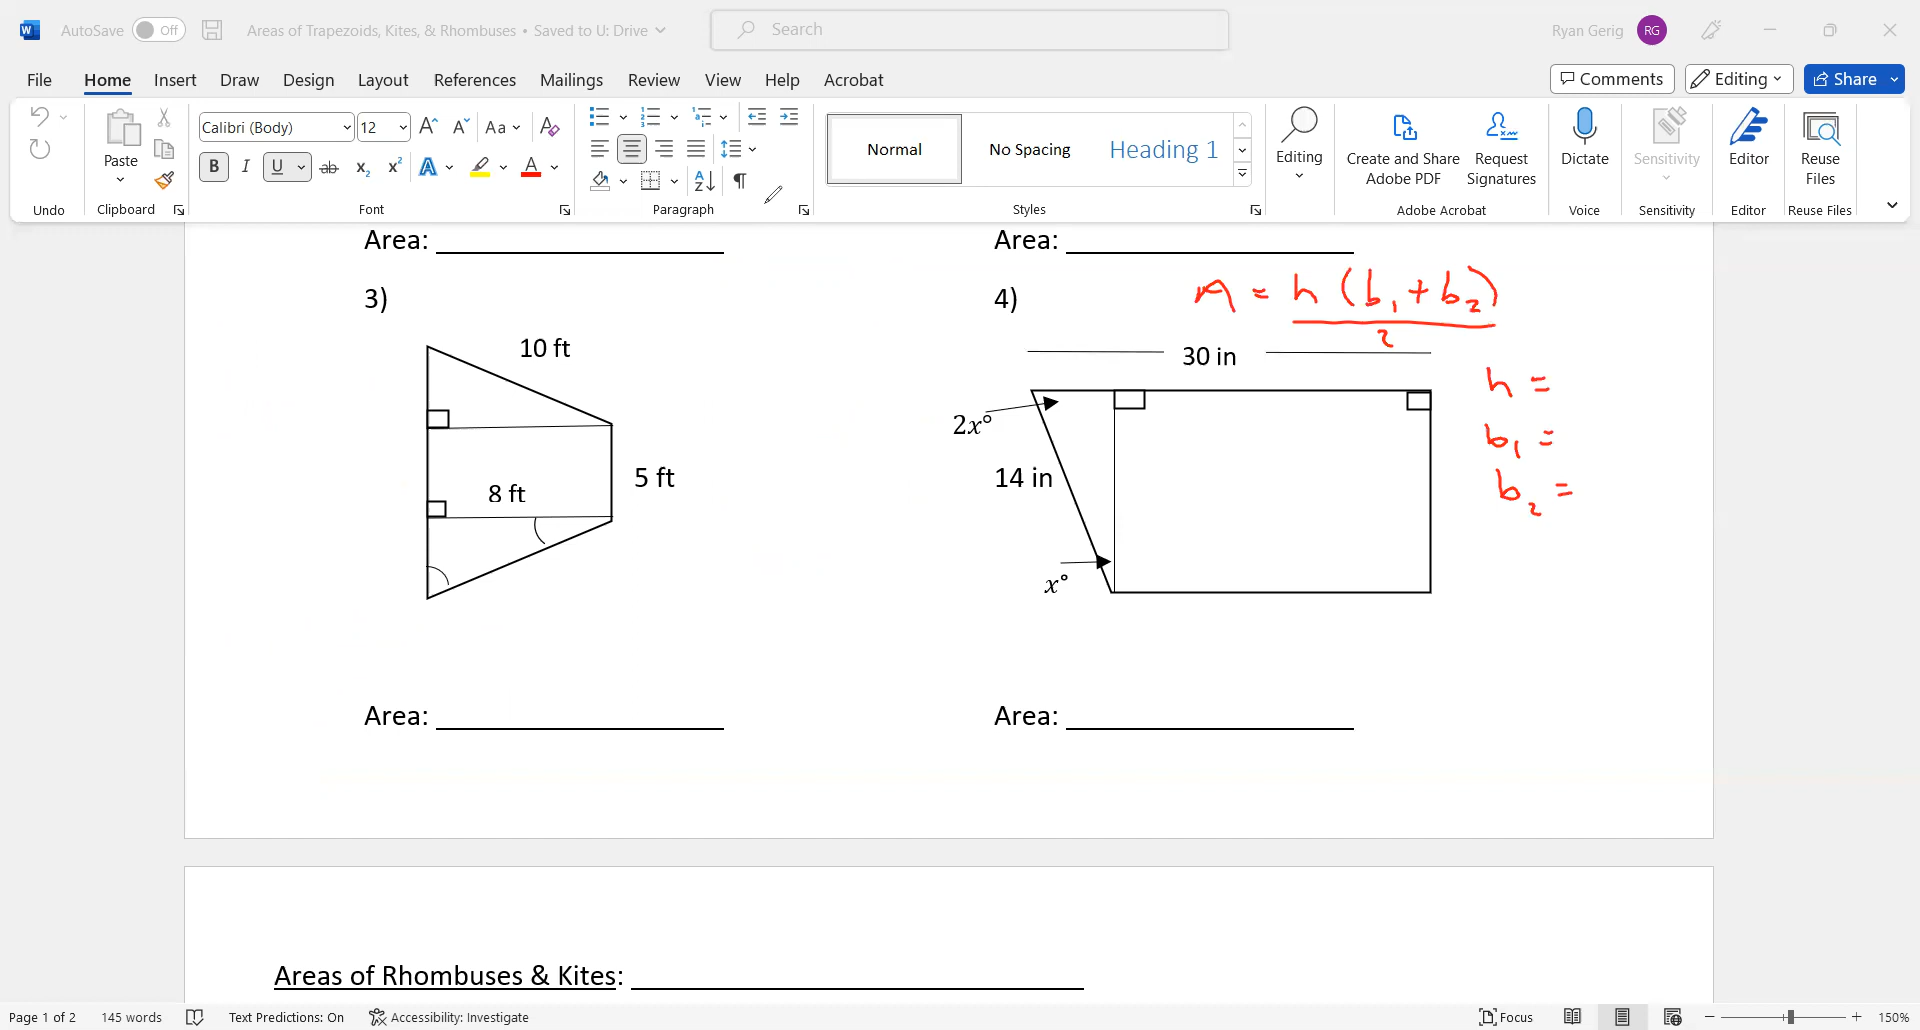 AutoSave Off Areas of Trapezoids, Kites, & Rhombuses • Saved to U: Drive Search Ryan Gerig RG
File Home Insert Draw Design Layout References Mailings Review View Help Acrobat Comments Editing Share
Calibri (Body) 12 A A Aa A
Paste B I U ab x₂ x² A A
Normal No Spacing Heading 1
Editing
Create and Share
Adobe PDF
Request
Signatures
Dictate
Sensitivity
Editor
Reuse
Files
Undo Clipboard Font Paragraph Styles Adobe Acrobat Voice Sensitivity Editor Reuse Files
Area: Area:
3) 4)
A = h (b₁ + b₂)
2
10 ft
30 in
h =
2x°
b₁ =
8 ft
5 ft
14 in
b₂ =
x°
Area: Area:
Areas of Rhombuses & Kites:
Page 1 of 2 145 words Text Predictions: On Accessibility: Investigate Focus 150%